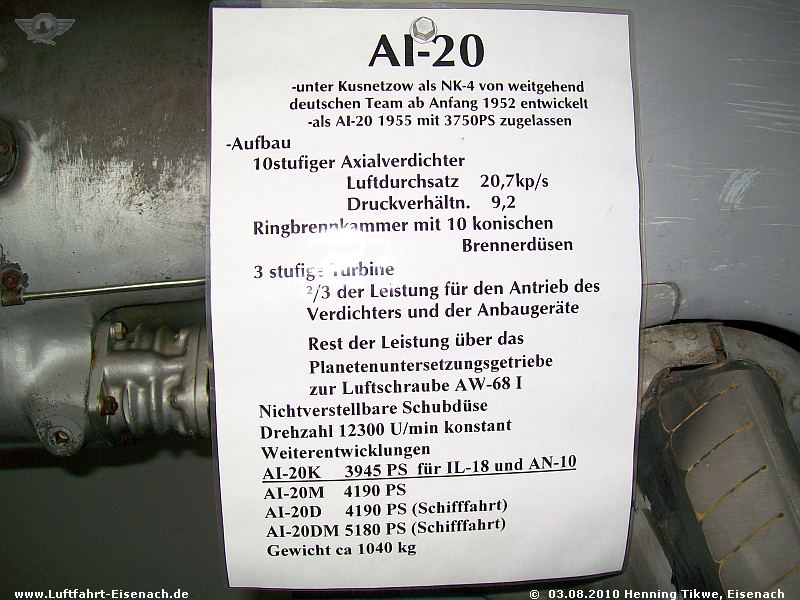 AI-20
-unter Kusnetzow als NK-4 von weitgehend
deutschen Team ab Anfang 1952 entwickelt
-als AI-20 1955 mit 3750PS zugelassen
-Aufbau
10stufiger Axialverdichter
Luftdurchsatz 20,7kp/s
Druckverhältn. 9,2
Ringbrennkammer mit 10 konischen
Brennerdüsen
3 stufige Turbine
²/3 der Leistung für den Antrieb des
Verdichters und der Anbaugeräte
Rest der Leistung über das
Planetenuntersetzungsgetriebe
zur Luftschraube AW-68 I
Nichtverstellbare Schubdüse
Drehzahl 12300 U/min konstant
Weiterentwicklungen
AI-20K 3945 PS für IL-18 und AN-10
AI-20M 4190 PS
AI-20D 4190 PS (Schifffahrt)
AI-20DM 5180 PS (Schifffahrt)
Gewicht ca 1040 kg
www.Luftfahrt-Eisenach.de
© 03.08.2010 Henning Tikwe, Eisenach